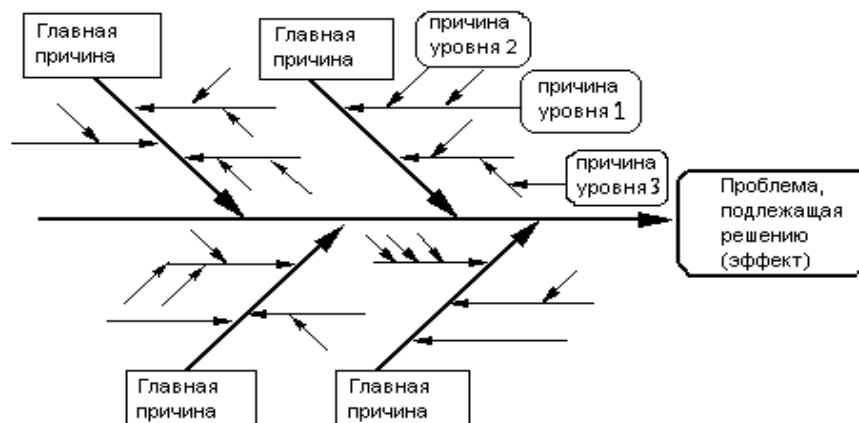 Главная
причина
Главная
причина
причина
уровня 2
причина
уровня 1
причина
уровня 3
Проблема,
подлежащая
решению
(эффект)
Главная
причина
Главная
причина